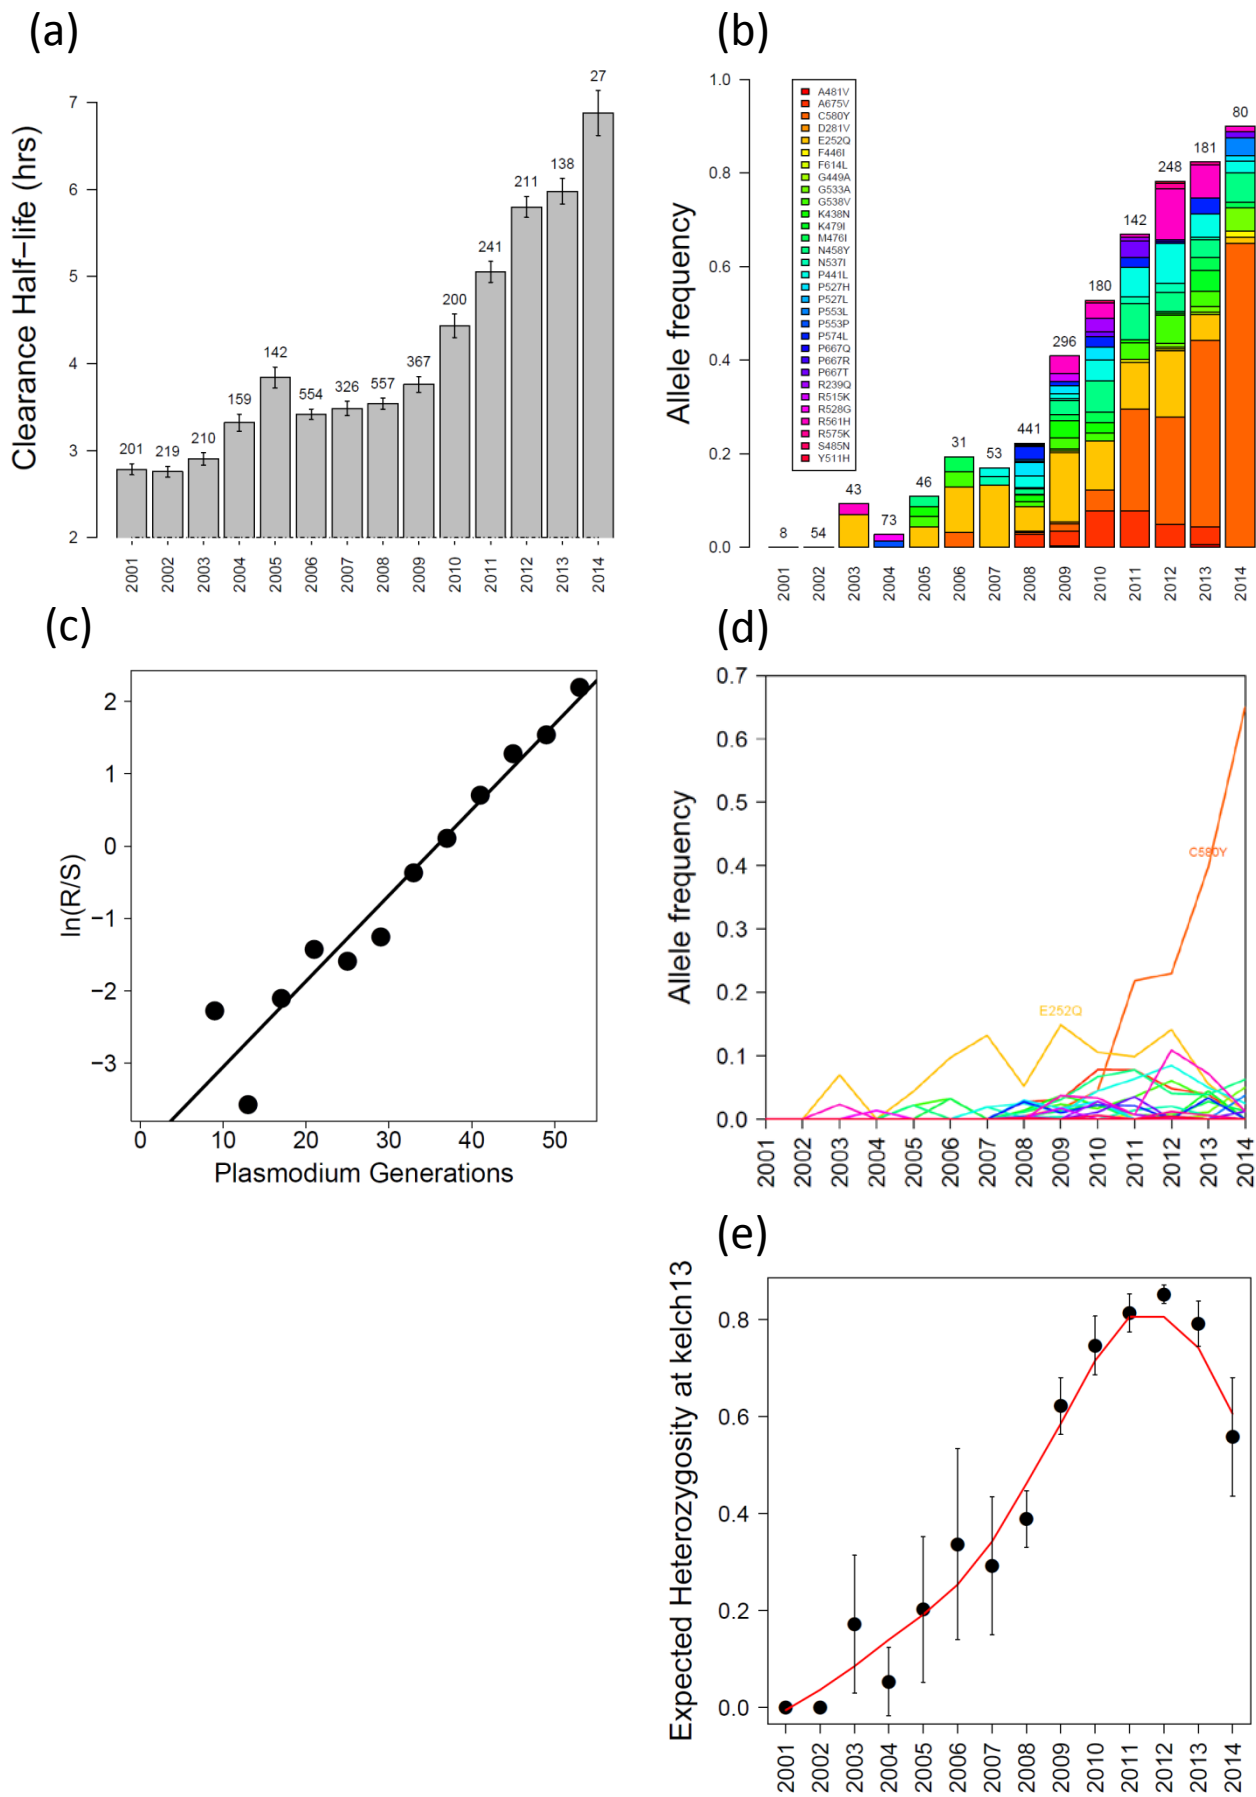 (a)
Clearance Half−life (hrs)
7
6
5
4
3
2
201
219
210
159
142
554
326
557
367
200
241
211
138
27
2001
2002
2003
2004
2005
2006
2007
2008
2009
2010
2011
2012
2013
2014
(b)
Allele frequency
1.0
0.8
0.6
0.4
0.2
0.0
A481V
A675V
C580Y
D281V
E252Q
F446I
F614L
G449A
G533A
G538V
K438N
K479I
M476I
N458Y
N537I
P441L
P527H
P527L
P553L
P553P
P574L
P667Q
P667R
P667T
R239Q
R515K
R528G
R561H
R575K
S485N
Y511H
8
54
43
73
46
31
53
441
296
180
142
248
181
80
2001
2002
2003
2004
2005
2006
2007
2008
2009
2010
2011
2012
2013
2014
(c)
ln(R/S)
2
1
0
−1
−2
−3
0
10
20
30
40
50
Plasmodium Generations
(d)
Allele frequency
0.7
0.6
0.5
0.4
0.3
0.2
0.1
0.0
C580Y
E252Q
2001
2002
2003
2004
2005
2006
2007
2008
2009
2010
2011
2012
2013
2014
(e)
Expected Heterozygosity at kelch13
0.8
0.6
0.4
0.2
0.0
2001
2002
2003
2004
2005
2006
2007
2008
2009
2010
2011
2012
2013
2014